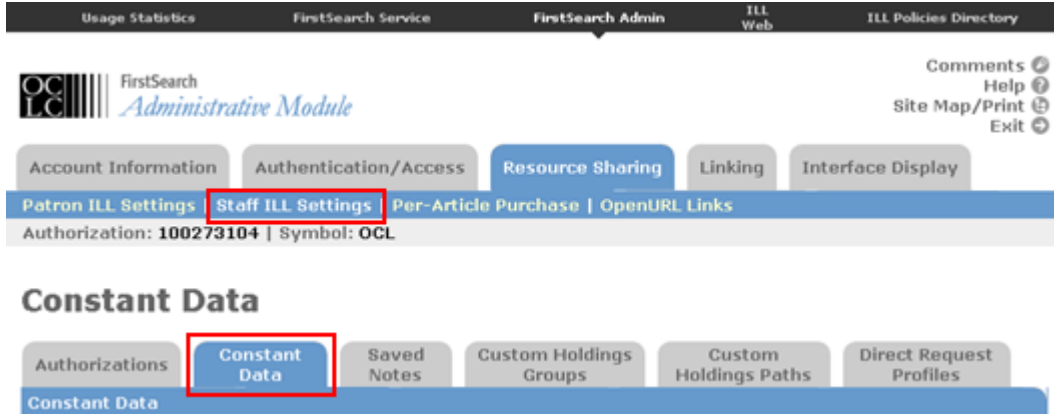 Usage Statistics FirstSearch Service FirstSearch Admin ILL Web ILL Policies Directory
OCLC FirstSearch
Administrative Module
Comments
Help
Site Map/Print
Exit
Account Information Authentication/Access Resource Sharing Linking Interface Display
Patron ILL Settings | Staff ILL Settings | Per-Article Purchase | OpenURL Links
Authorization: 100273104 | Symbol: OCL
Constant Data
Authorizations Constant Data Saved Notes Custom Holdings Groups Custom Holdings Paths Direct Request Profiles
Constant Data